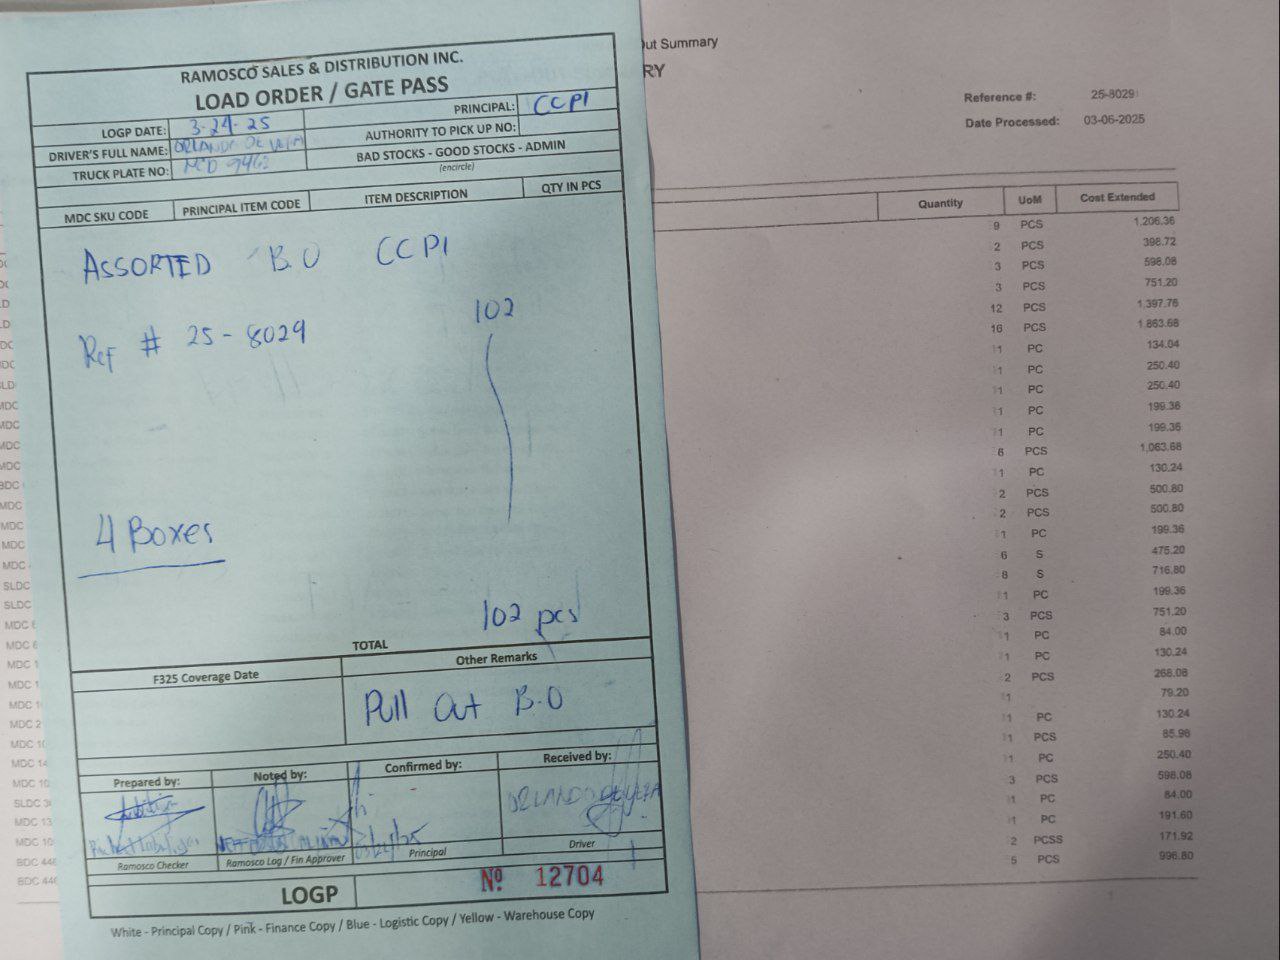 RAMOSCO SALES & DISTRIBUTION INC.
LOAD ORDER / GATE PASS
LOGP DATE: 3-24-25 PRINCIPAL: CCPI
DRIVER'S FULL NAME: ORLANDO AUTHORITY TO PICK UP NO:
TRUCK PLATE NO: 9462 BAD STOCKS - GOOD STOCKS - ADMIN
(encircle)
MDC SKU CODE PRINCIPAL ITEM CODE ITEM DESCRIPTION QTY IN PCS
ASSORTED B.O CCPI
102
Ref # 25-8029
4 Boxes
102 pcs
TOTAL
F325 Coverage Date Other Remarks
Pull Out B.O
Prepared by: Noted by: Confirmed by: Received by:
ORLANDO
03/24/25
Ramosco Checker Ramosco Log / Fin Approver Principal Driver
LOGP Nº 12704
White - Principal Copy / Pink - Finance Copy / Blue - Logistic Copy / Yellow - Warehouse Copy
ut Summary
RY
Reference #: 25-8029
Date Processed: 03-06-2025
Quantity UoM Cost Extended
9 PCS 1,206.36
2 PCS 398.72
3 PCS 598.08
3 PCS 751.20
12 PCS 1,397.76
16 PCS 1,863.68
1 PC 134.04
1 PC 250.40
1 PC 250.40
1 PC 199.36
1 PC 199.36
6 PCS 1,063.68
1 PC 130.24
2 PCS 500.80
2 PCS 500.80
1 PC 199.36
6 S 475.20
8 S 716.80
1 PC 199.36
3 PCS 751.20
1 PC 84.00
1 PC 130.24
2 PCS 268.08
1 79.20
1 PC 130.24
1 PCS 85.96
1 PC 250.40
3 PCS 598.08
1 PC 84.00
1 PC 191.60
2 PCSS 171.92
5 PCS 996.80